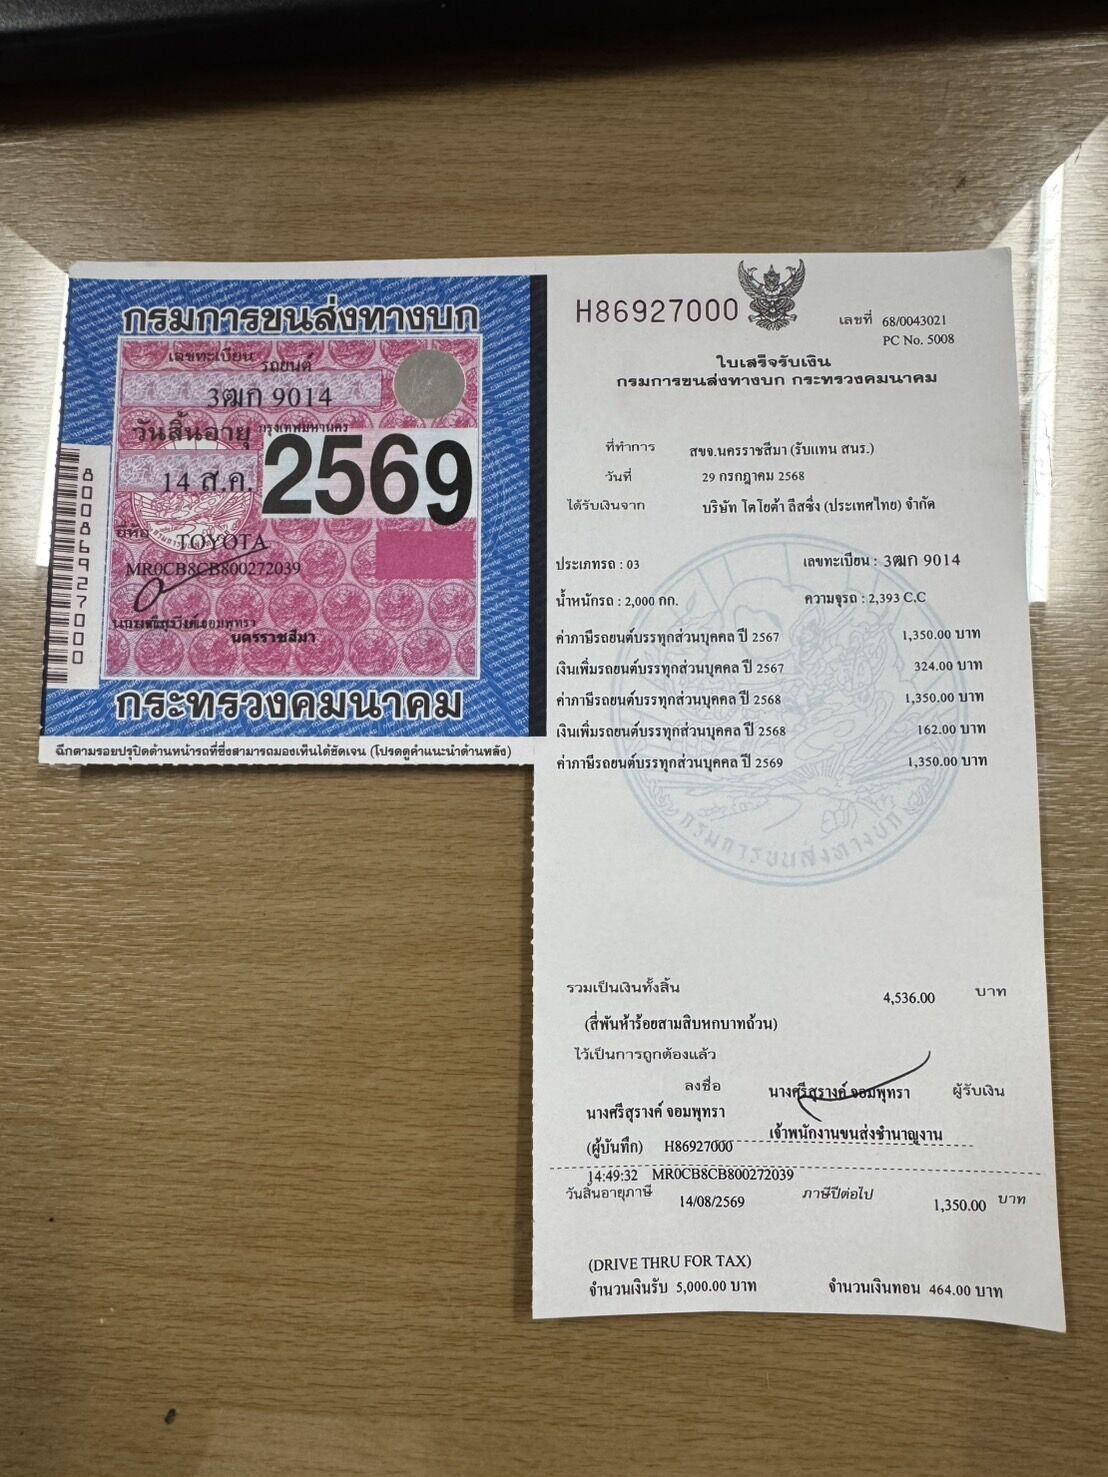 กรมการขนส่งทางบก
เลขทะเบียน รถยนต์
3ฒก 9014
วันสิ้นอายุ กรุงเทพมหานคร
14 ส.ค. 2569
ยี่ห้อ TOYOTA
MR0CB8CB800272039
นครราชสีมา
800869270000
กระทรวงคมนาคม
ฉีกตามรอยปรุปิดด้านหน้ารถที่ซึ่งสามารถมองเห็นได้ชัดเจน (โปรดดูคำแนะนำด้านหลัง)
H86927000
เลขที่ 68/0043021
PC No. 5008
ใบเสร็จรับเงิน
กรมการขนส่งทางบก กระทรวงคมนาคม
ที่ทำการ สขจ.นครราชสีมา (รับแทน สนร.)
วันที่ 29 กรกฎาคม 2568
ได้รับเงินจาก บริษัท โตโยต้า ลีสซิ่ง (ประเทศไทย) จำกัด
ประเภทรถ : 03 เลขทะเบียน : 3ฒก 9014
น้ำหนักรถ : 2,000 กก. ความจุรถ : 2,393 C.C
ค่าภาษีรถยนต์บรรทุกส่วนบุคคล ปี 2567 1,350.00 บาท
เงินเพิ่มรถยนต์บรรทุกส่วนบุคคล ปี 2567 324.00 บาท
ค่าภาษีรถยนต์บรรทุกส่วนบุคคล ปี 2568 1,350.00 บาท
เงินเพิ่มรถยนต์บรรทุกส่วนบุคคล ปี 2568 162.00 บาท
ค่าภาษีรถยนต์บรรทุกส่วนบุคคล ปี 2569 1,350.00 บาท
กรมการขนส่งทางบก
รวมเป็นเงินทั้งสิ้น 4,536.00 บาท
(สี่พันห้าร้อยสามสิบหกบาทถ้วน)
ไว้เป็นการถูกต้องแล้ว
ลงชื่อ นางศรีสุรางค์ จอมพุทรา ผู้รับเงิน
นางศรีสุรางค์ จอมพุทรา
เจ้าพนักงานขนส่งชำนาญงาน
(ผู้บันทึก) H86927000
14:49:32 MR0CB8CB800272039
วันสิ้นอายุภาษี 14/08/2569 ภาษีปีต่อไป 1,350.00 บาท
(DRIVE THRU FOR TAX)
จำนวนเงินรับ 5,000.00 บาท จำนวนเงินทอน 464.00 บาท